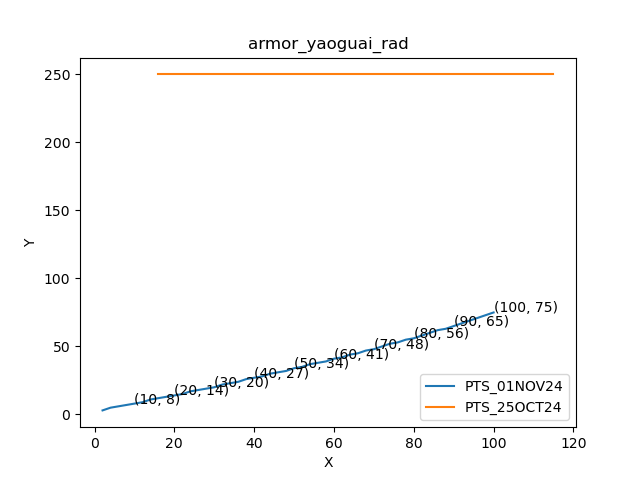 armor_yaoguai_rad
250
200
150
100
50
0
Y
(10, 8)
(20, 14)
(30, 20)
(40, 27)
(50, 34)
(60, 41)
(70, 48)
(80, 56)
(90, 65)
(100, 75)
PTS_01NOV24
PTS_25OCT24
0 20 40 60 80 100 120
X